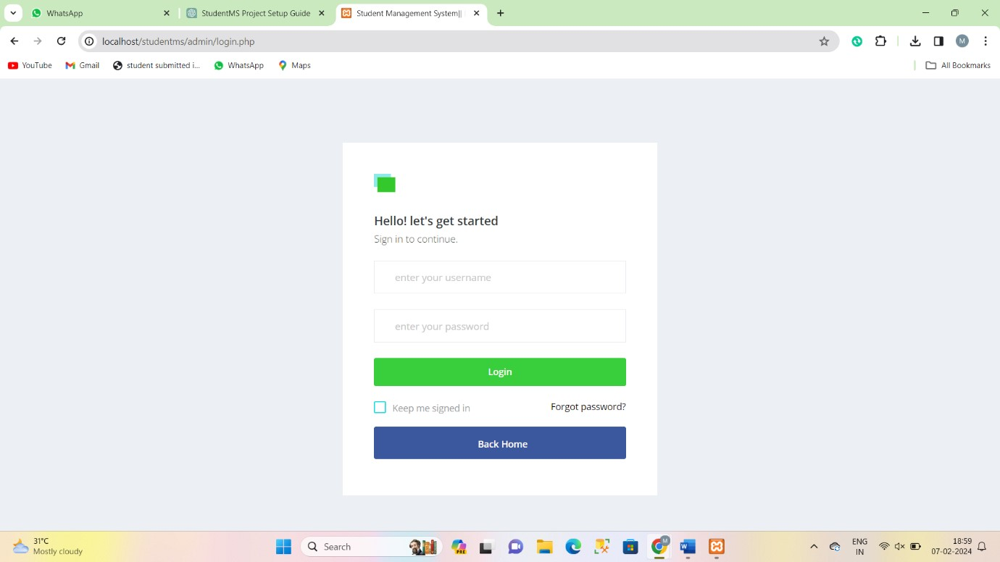 WhatsApp
StudentMS Project Setup Guide
Student Management System||
localhost/studentms/admin/login.php
M
YouTube
Gmail
student submitted i...
WhatsApp
Maps
All Bookmarks
Hello! let's get started
Sign in to continue.
enter your username
enter your password
Login
Keep me signed in
Forgot password?
Back Home
31°C
Mostly cloudy
Search
PRE
M
ENG
IN
18:59
07-02-2024